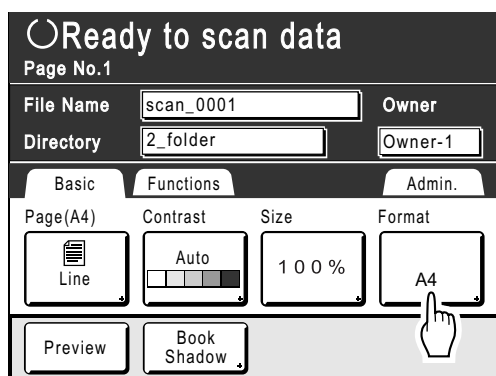 Ready to scan data
Page No.1
File Name scan_0001 Owner
Directory 2_folder Owner-1
Basic Functions Admin.
Page(A4) Contrast Size Format
Line Auto 100% A4
Preview Book Shadow